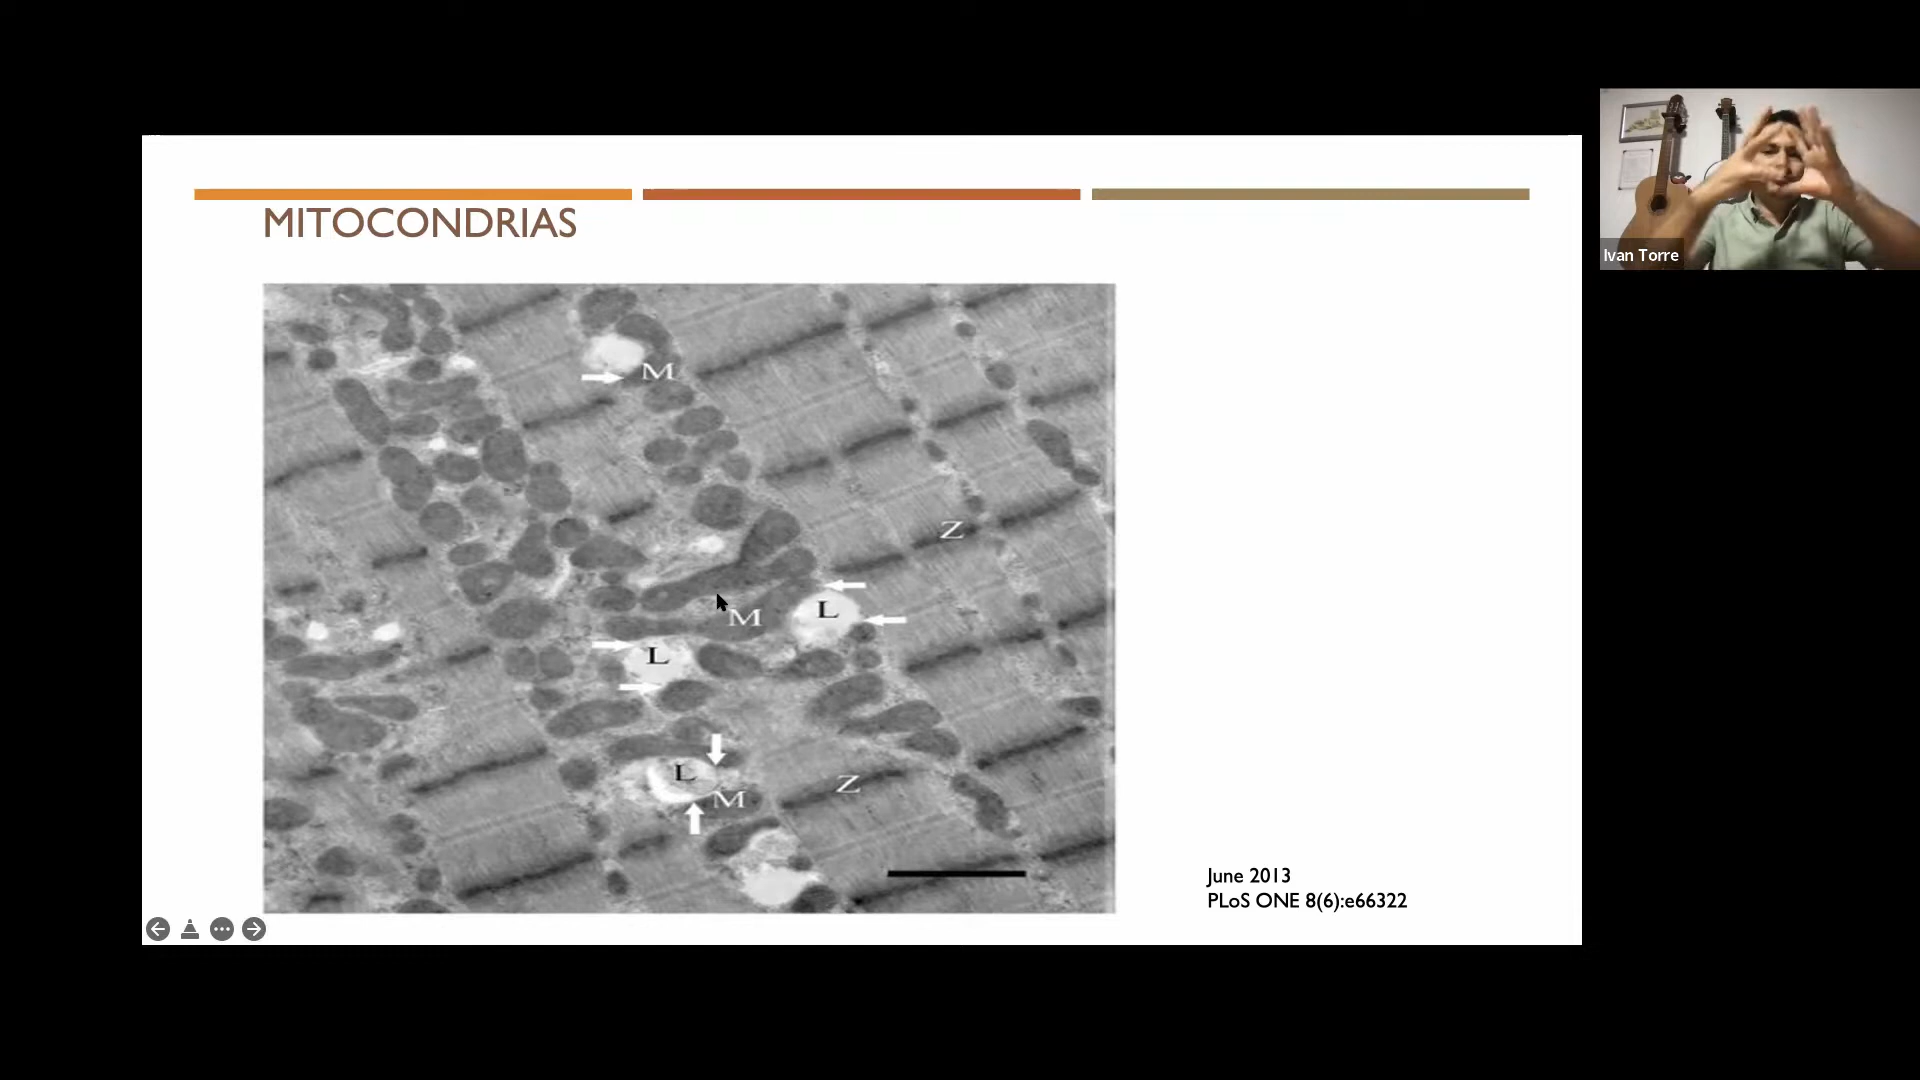 MITOCONDRIAS
M
Z
M
L
L
L
M
Z
June 2013
PLoS ONE 8(6):e66322
Ivan Torre